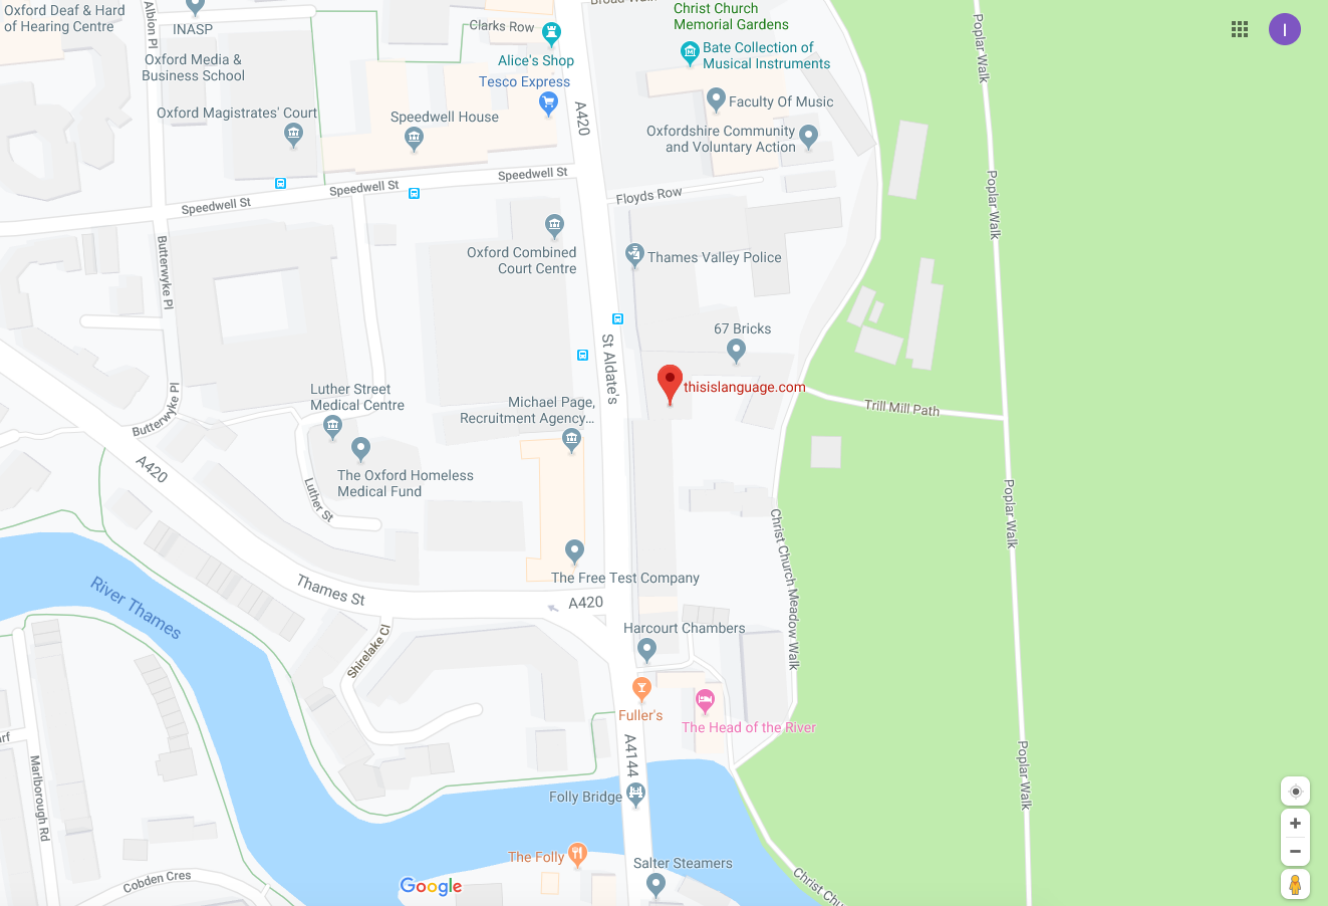 Oxford Deaf & Hard
of Hearing Centre
Albion Pl
INASP
Oxford Media &
Business School
Oxford Magistrates' Court
Clarks Row
Alice's Shop
Tesco Express
Speedwell House
A420
Christ Church
Memorial Gardens
Bate Collection of
Musical Instruments
Faculty Of Music
Oxfordshire Community
and Voluntary Action
Poplar Walk
I
Speedwell St
Speedwell St
Speedwell St
Floyds Row
Poplar Walk
Butterwyke Pl
Oxford Combined
Court Centre
Thames Valley Police
67 Bricks
St Aldate's
thisislanguage.com
Luther Street
Medical Centre
Michael Page,
Recruitment Agency...
Trill Mill Path
Butterwyke Pl
A420
The Oxford Homeless
Medical Fund
Luther St
Poplar Walk
Christ Church Meadow Walk
The Free Test Company
Thames St
A420
River Thames
Harcourt Chambers
Shirelake Cl
Fuller's
The Head of the River
A4144
Marlborough Rd
Poplar Walk
Folly Bridge
The Folly
Salter Steamers
Cobden Cres
Google